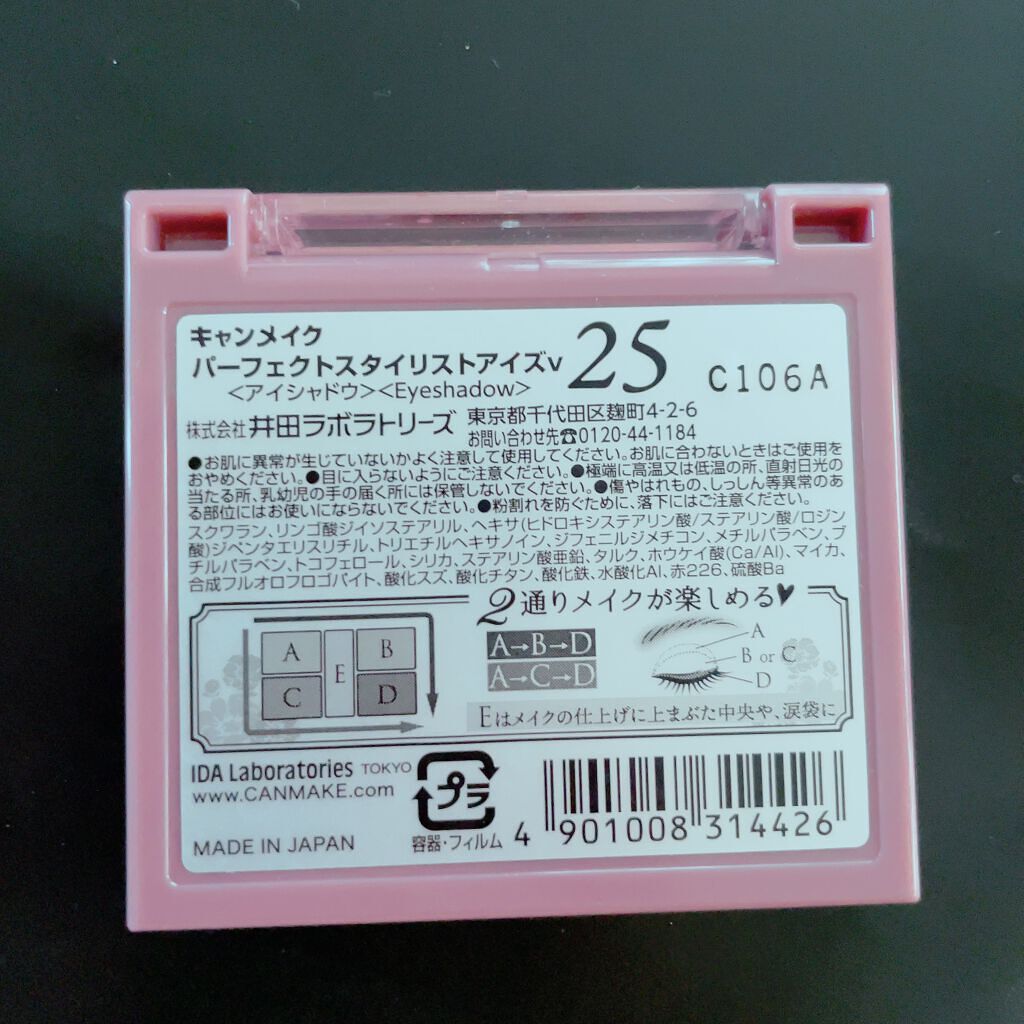 キャンメイク
パーフェクトスタイリストアイズv 25 C106A
＜アイシャドウ＞＜Eyeshadow＞
株式会社 井田ラボラトリーズ 東京都千代田区麹町4-2-6
お問い合わせ先☎0120-44-1184
●お肌に異常が生じていないかよく注意して使用してください。お肌に合わないときはご使用を
おやめください。●目に入らないようにご注意ください。●極端に高温又は低温の所、直射日光の
当たる所、乳幼児の手の届く所には保管しないでください。●傷やはれもの、しっしん等異常のあ
る部位にはお使いにならないでください。●粉割れを防ぐために、落下にはご注意ください。
スクワラン、リンゴ酸ジイソステアリル、ヘキサ(ヒドロキシステアリン酸/ステアリン酸/ロジン
酸)ジペンタエリスリチル、トリエチルヘキサノイン、ジフェニルジメチコン、メチルパラベン、ブ
チルパラベン、トコフェロール、シリカ、ステアリン酸亜鉛、タルク、ホウケイ酸(Ca/Al)、マイカ、
合成フルオロフロゴパイト、酸化スズ、酸化チタン、酸化鉄、水酸化Al、赤226、硫酸Ba
2通りメイクが楽しめる♥
A B
E
C D
A→B→D
A→C→D
A
B or C
D
Eはメイクの仕上げに上まぶた中央や、涙袋に
IDA Laboratories TOKYO
www.CANMAKE.com
MADE IN JAPAN
プラ
容器・フィルム
4 901008 314426